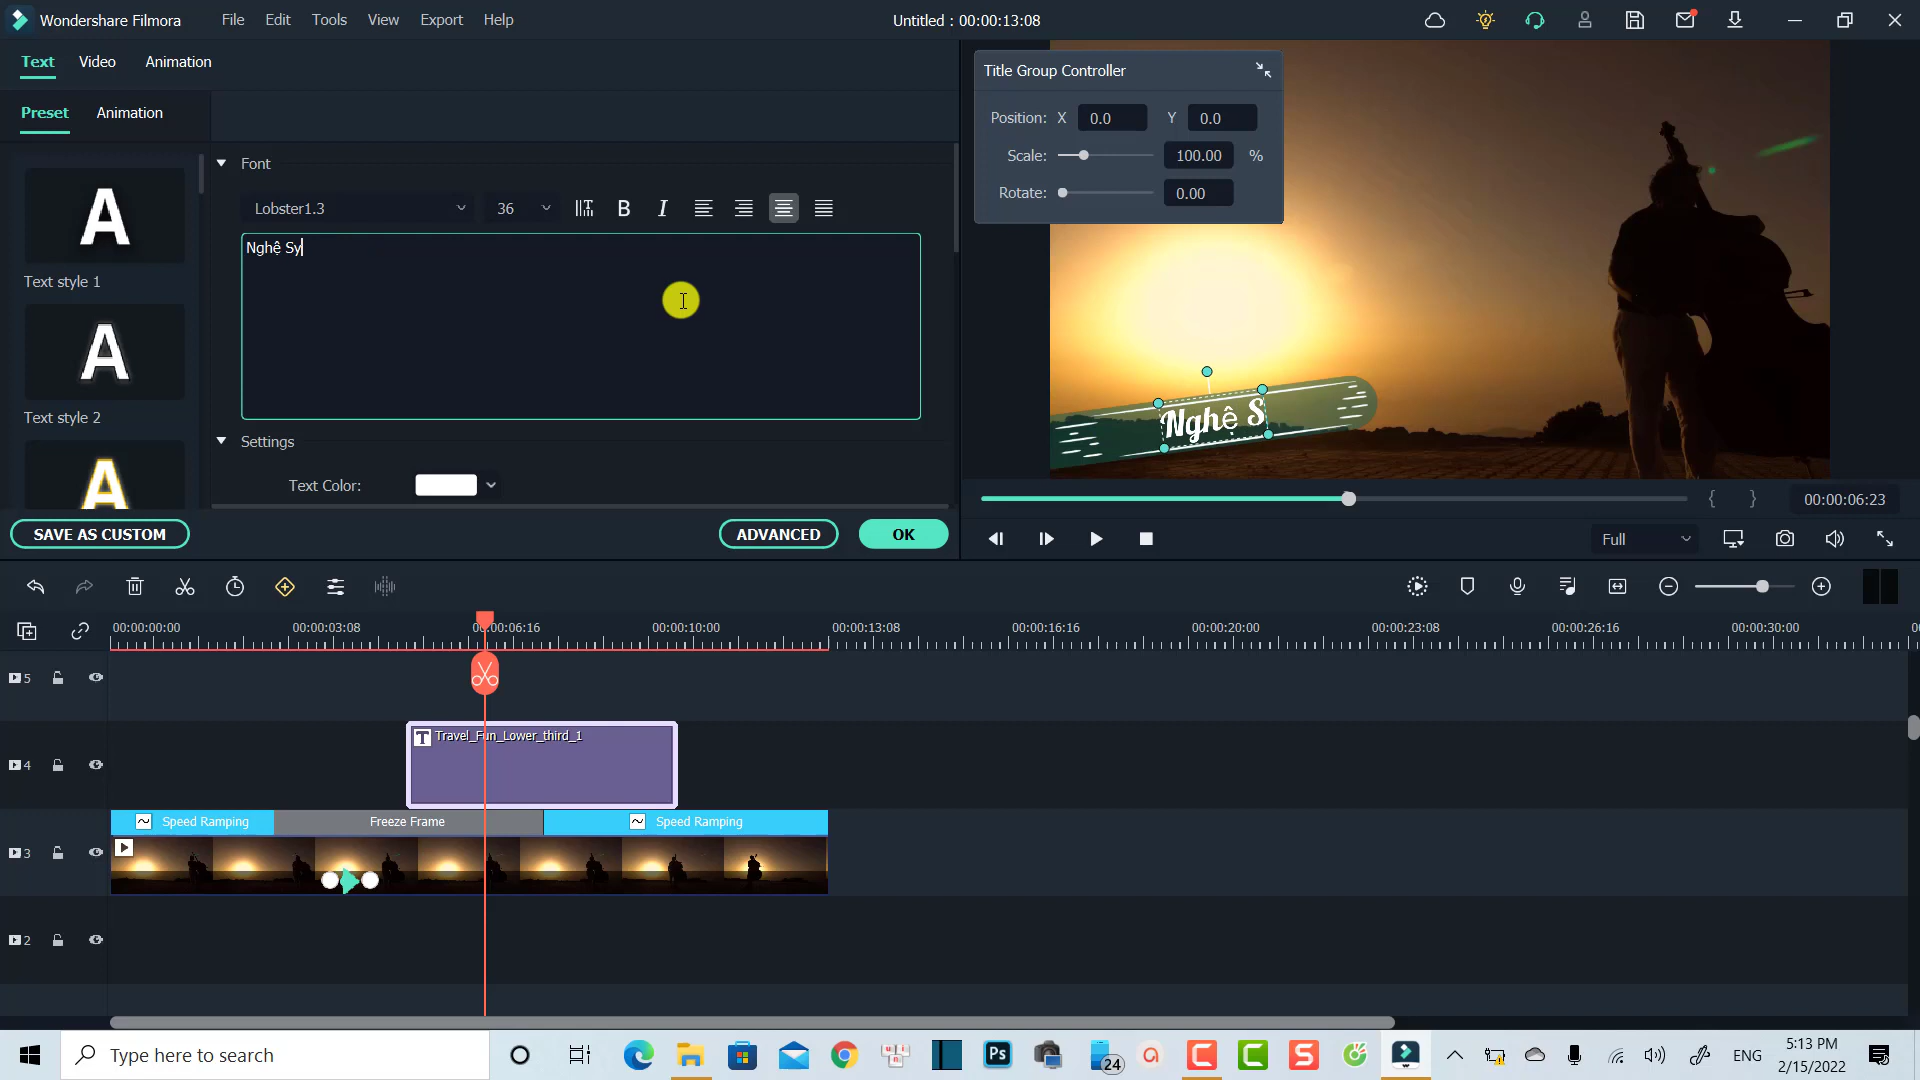 Wondershare Filmora File Edit Tools View Export Help Untitled : 00:00:13:08
Text Video Animation
Preset Animation
Font
Lobster1.3 36 B I
Nghệ Sy
A
Text style 1
A
Text style 2
A
Settings
Text Color:
SAVE AS CUSTOM ADVANCED OK
Title Group Controller
Position: X 0.0 Y 0.0
Scale: 100.00 %
Rotate: 0.00
Nghệ S
{ } 00:00:06:23
Full
00:00:00:00 00:00:03:08 00:00:06:16 00:00:10:00 00:00:13:08 00:00:16:16 00:00:20:00 00:00:23:08 00:00:26:16 00:00:30:00
5
T Travel_Fun_Lower_third_1
4
Speed Ramping Freeze Frame Speed Ramping
3
2
Type here to search
Ps
24
ENG
5:13 PM
2/15/2022